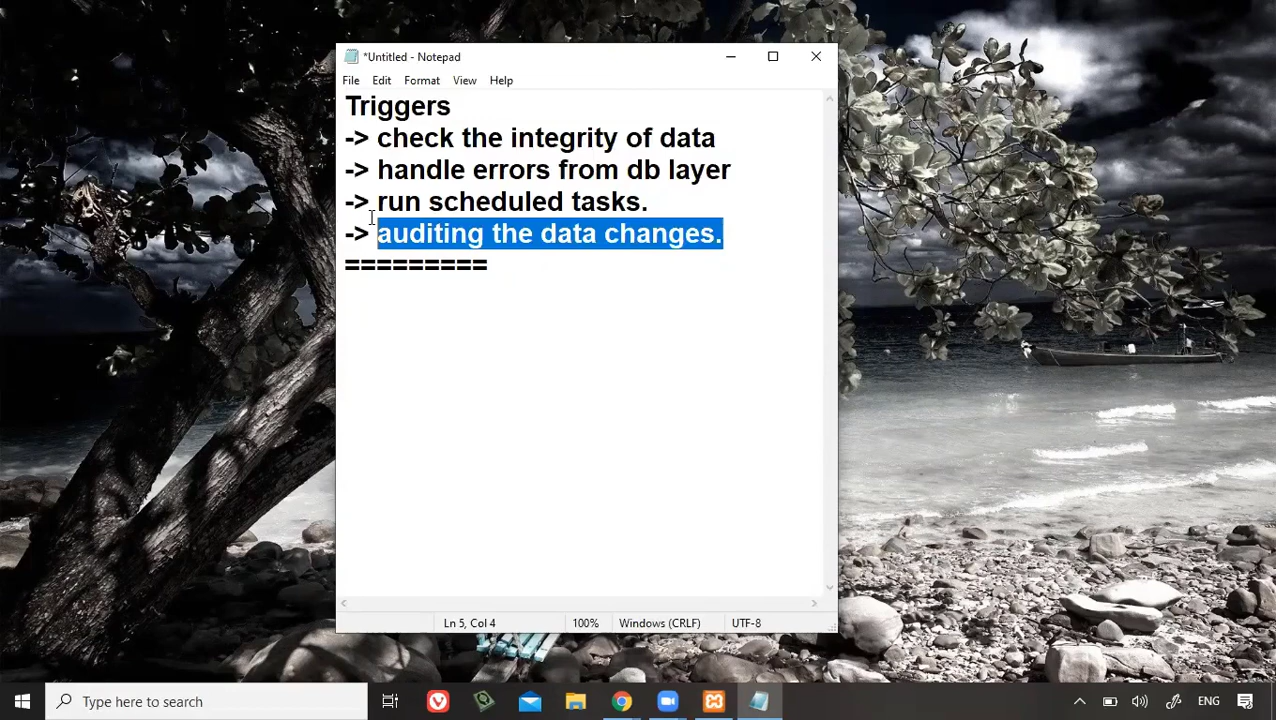 *Untitled - Notepad
File Edit Format View Help
Triggers
-> check the integrity of data
-> handle errors from db layer
-> run scheduled tasks.
-> auditing the data changes.
=========
Ln 5, Col 4 100% Windows (CRLF) UTF-8
Type here to search
ENG